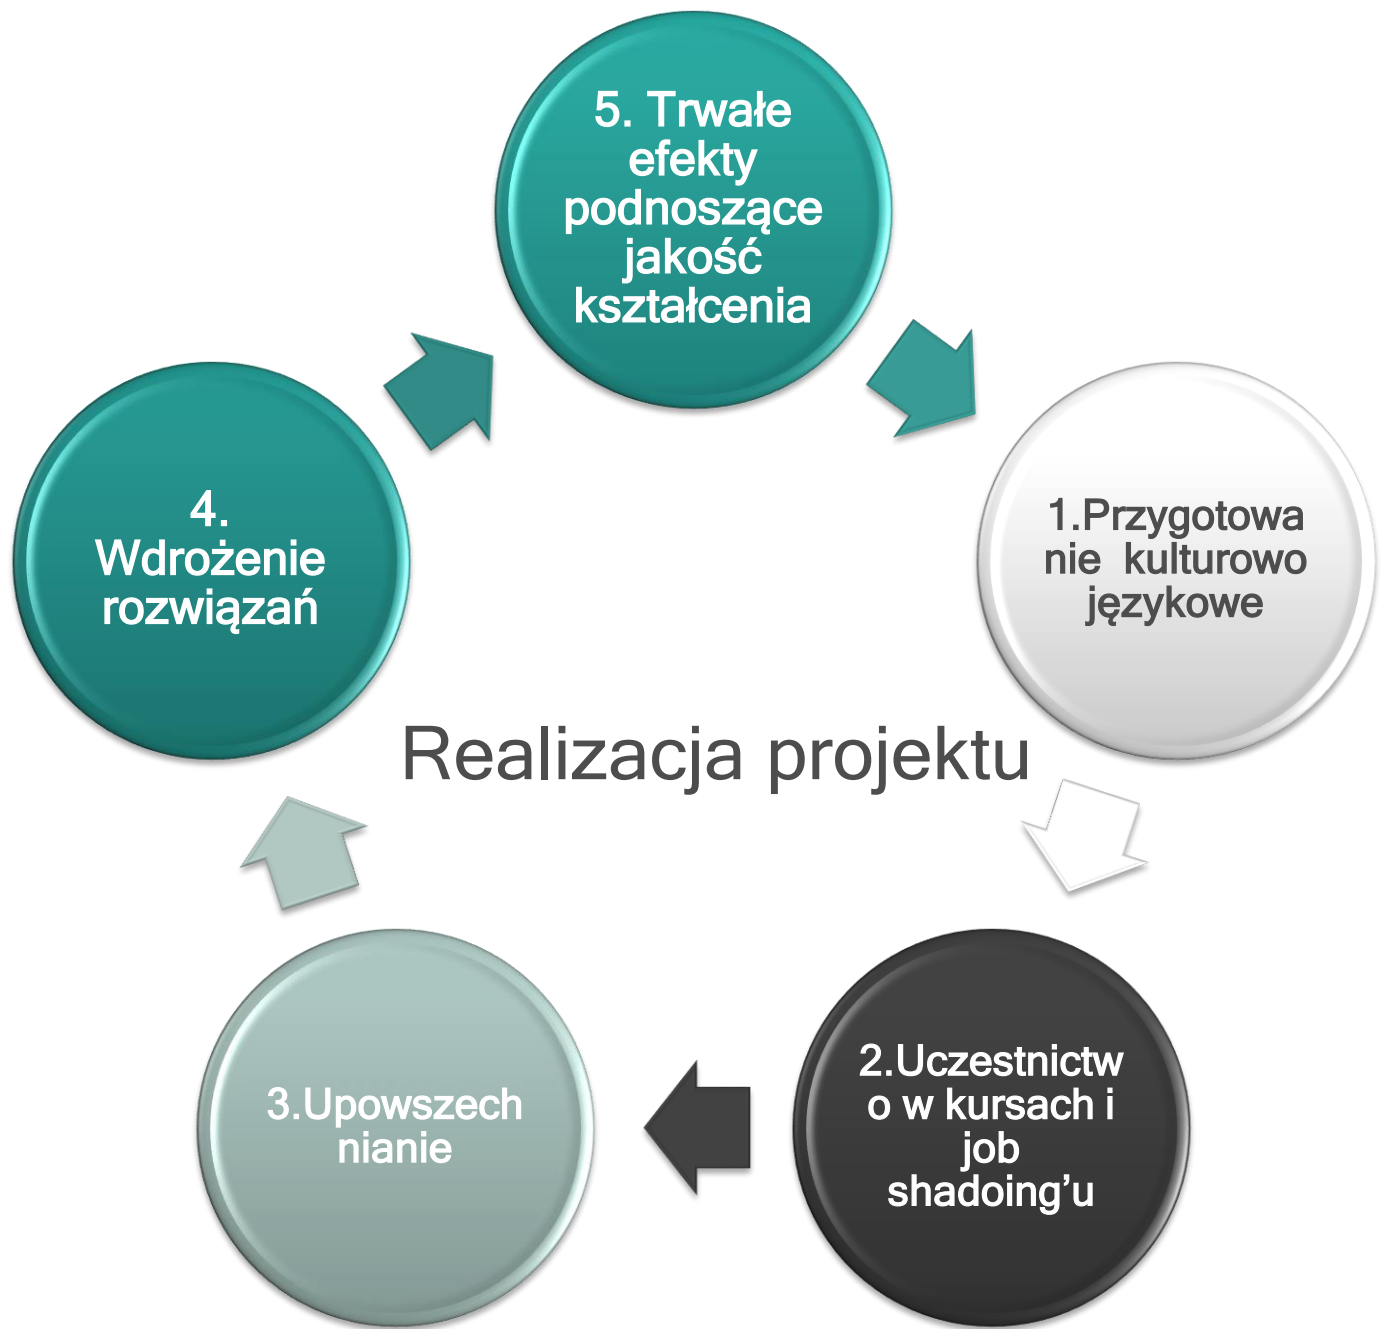 5. Trwałe
efekty
podnoszące
jakość
kształcenia
1.Przygotowa
nie kulturowo
językowe
2.Uczestnictw
o w kursach i
job
shadoing’u
3.Upowszech
nianie
4.
Wdrożenie
rozwiązań
Realizacja projektu